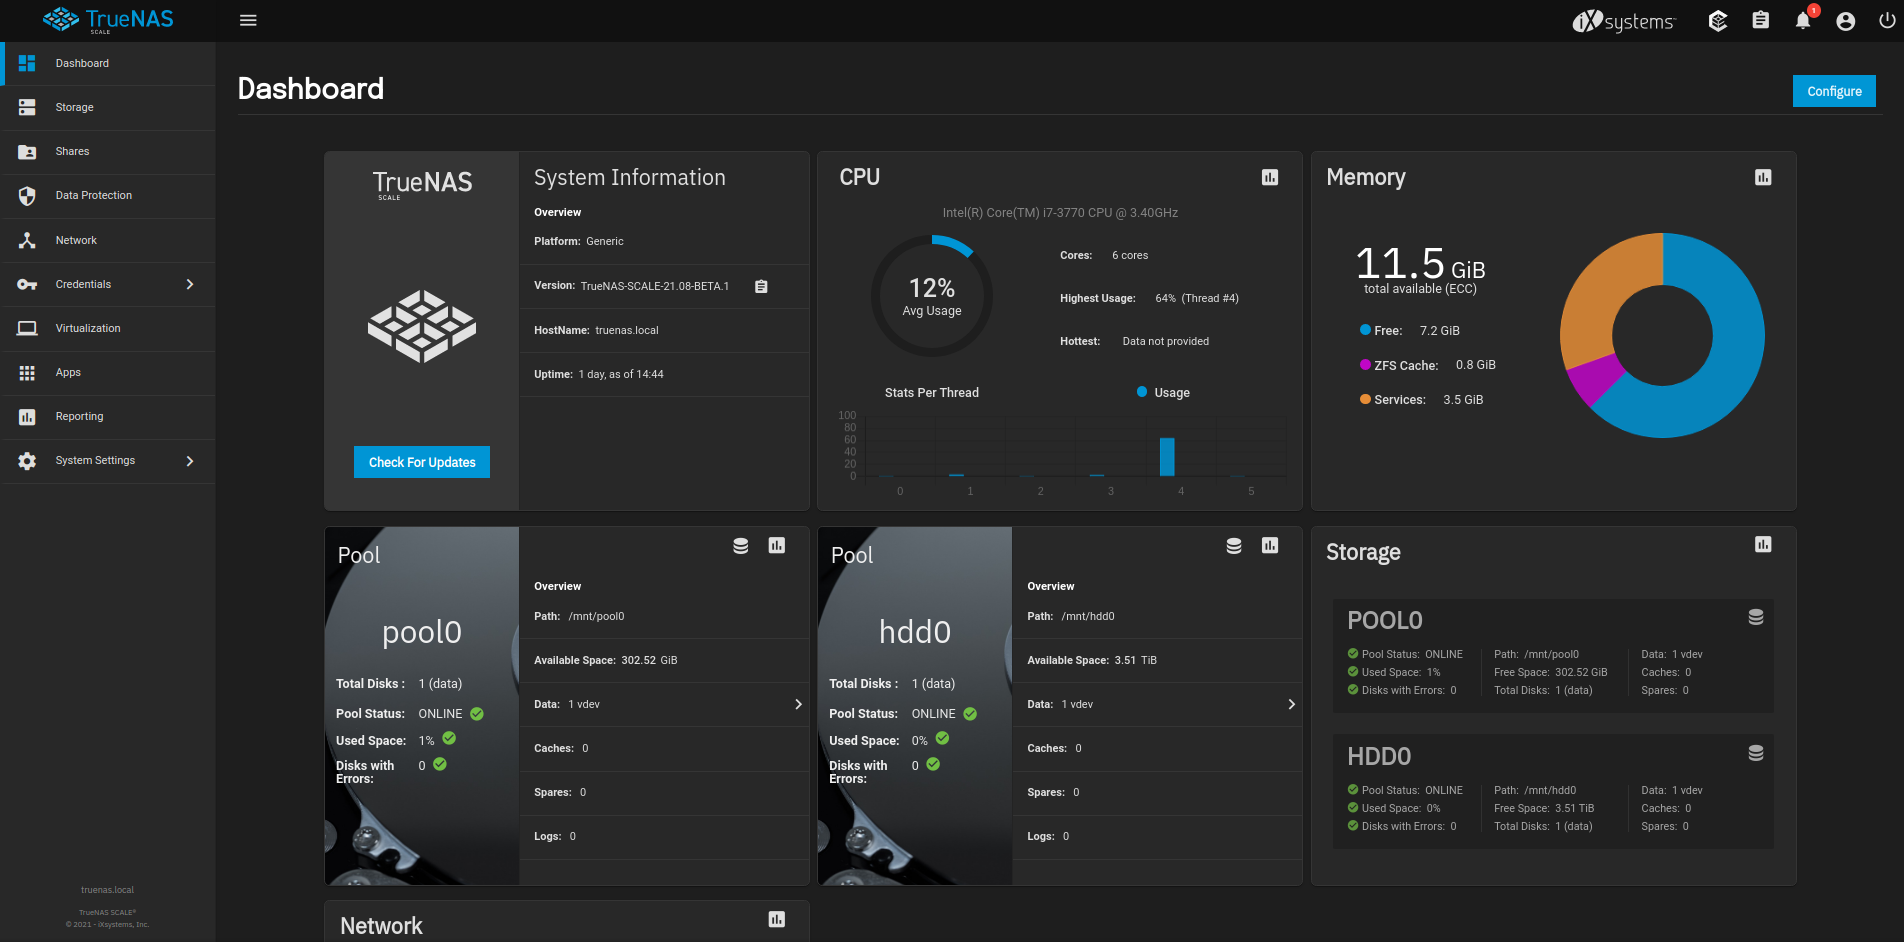 TrueNAS
SCALE
iXsystems
1
Dashboard
Storage
Shares
Data Protection
Network
Credentials
Virtualization
Apps
Reporting
System Settings
truenas.local
TrueNAS SCALE®
© 2021 - iXsystems, Inc.
Dashboard
Configure
TrueNAS
SCALE
Check For Updates
System Information
Overview
Platform: Generic
Version: TrueNAS-SCALE-21.08-BETA.1
HostName: truenas.local
Uptime: 1 day, as of 14:44
CPU
Intel(R) Core(TM) i7-3770 CPU @ 3.40GHz
12%
Avg Usage
Cores: 6 cores
Highest Usage: 64% (Thread #4)
Hottest: Data not provided
Stats Per Thread
Usage
100
80
60
40
20
0
0 1 2 3 4 5
Memory
11.5 GiB
total available (ECC)
Free: 7.2 GiB
ZFS Cache: 0.8 GiB
Services: 3.5 GiB
Pool
pool0
Total Disks : 1 (data)
Pool Status: ONLINE
Used Space: 1%
Disks with
Errors: 0
Overview
Path: /mnt/pool0
Available Space: 302.52 GiB
Data: 1 vdev
Caches: 0
Spares: 0
Logs: 0
Pool
hdd0
Total Disks : 1 (data)
Pool Status: ONLINE
Used Space: 0%
Disks with
Errors: 0
Overview
Path: /mnt/hdd0
Available Space: 3.51 TiB
Data: 1 vdev
Caches: 0
Spares: 0
Logs: 0
Storage
POOL0
Pool Status: ONLINE Path: /mnt/pool0 Data: 1 vdev
Used Space: 1% Free Space: 302.52 GiB Caches: 0
Disks with Errors: 0 Total Disks: 1 (data) Spares: 0
HDD0
Pool Status: ONLINE Path: /mnt/hdd0 Data: 1 vdev
Used Space: 0% Free Space: 3.51 TiB Caches: 0
Disks with Errors: 0 Total Disks: 1 (data) Spares: 0
Network